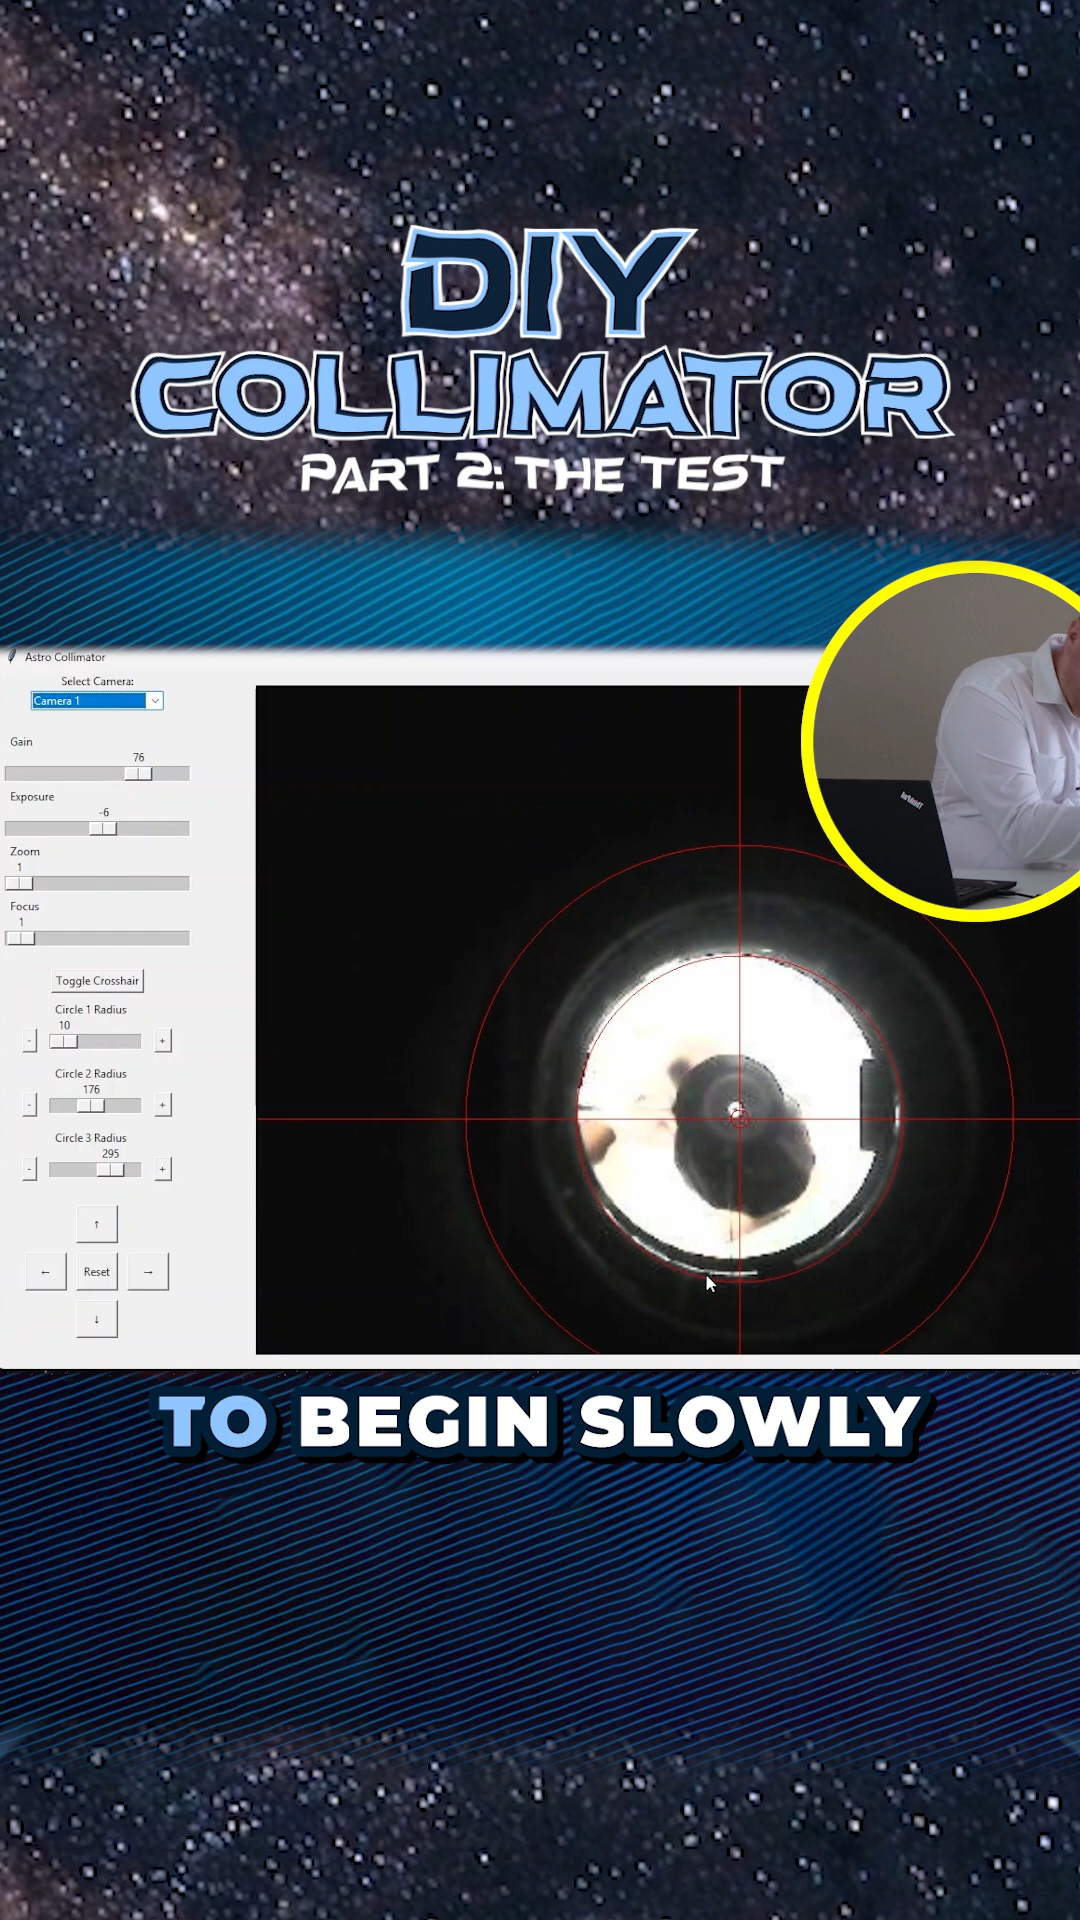 DIY
COLLIMATOR
PART 2: THE TEST
Astro Collimator
Select Camera:
Camera 1
Gain
76
Exposure
-6
Zoom
1
Focus
1
Toggle Crosshair
Circle 1 Radius
10
- +
Circle 2 Radius
176
- +
Circle 3 Radius
295
- +
↑
← Reset →
↓
ThinkPad
TO BEGIN SLOWLY